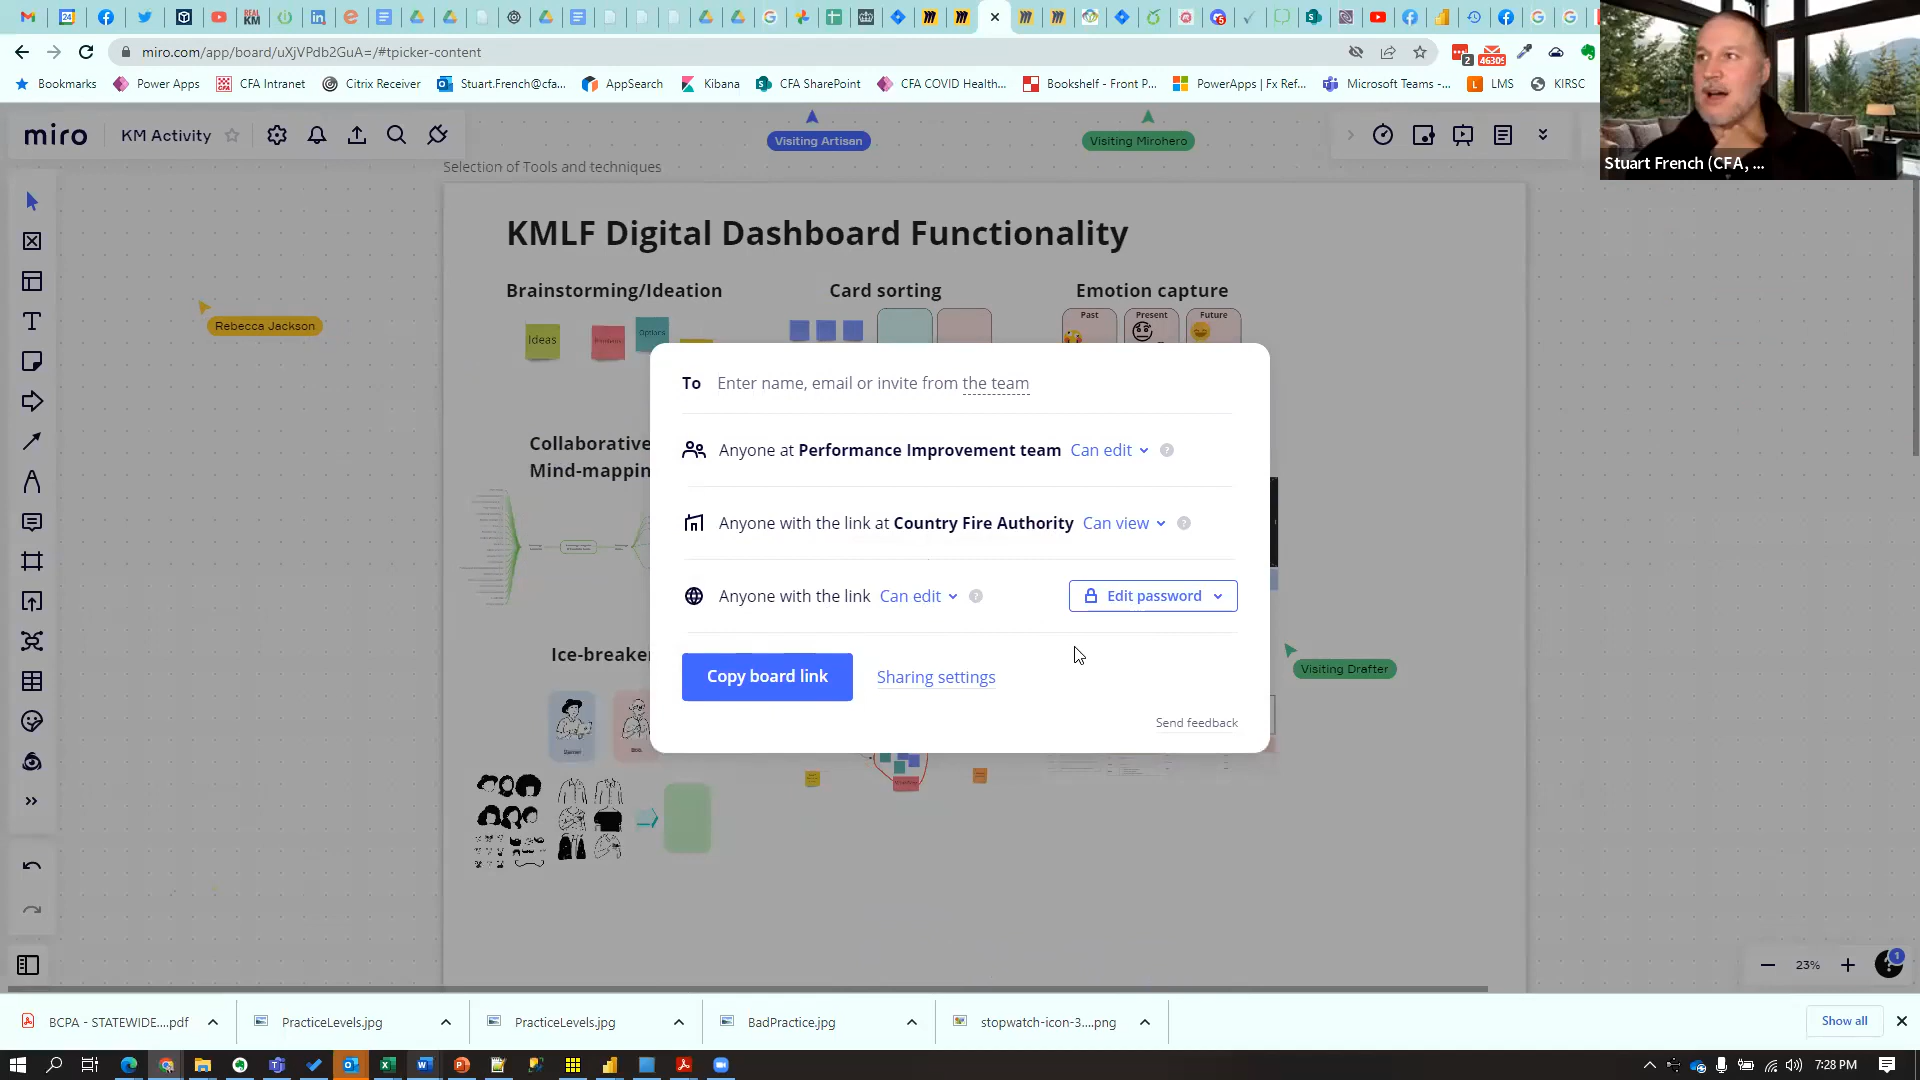 miro.com/app/board/uXjVPdb2GuA=/#tpicker-content
2
46305
Bookmarks
Power Apps
CFA Intranet
Citrix Receiver
Stuart.French@cfa...
AppSearch
Kibana
CFA SharePoint
CFA COVID Health...
Bookshelf - Front P...
PowerApps | Fx Ref...
Microsoft Teams -...
LMS
KIRSC
Stuart French (CFA, ...
miro
KM Activity
Visiting Artisan
Visiting Mirohero
Selection of Tools and techniques
KMLF Digital Dashboard Functionality
Brainstorming/Ideation
Card sorting
Emotion capture
Ideas
Options
Past
Present
Future
Rebecca Jackson
To Enter name, email or invite from the team
Collaborative
Mind-mappin
Anyone at Performance Improvement team Can edit
Anyone with the link at Country Fire Authority Can view
Anyone with the link Can edit
Edit password
Ice-breake
Copy board link
Sharing settings
Visiting Drafter
Send feedback
23%
1
BCPA - STATEWIDE....pdf
PracticeLevels.jpg
PracticeLevels.jpg
BadPractice.jpg
stopwatch-icon-3....png
Show all
7:28 PM